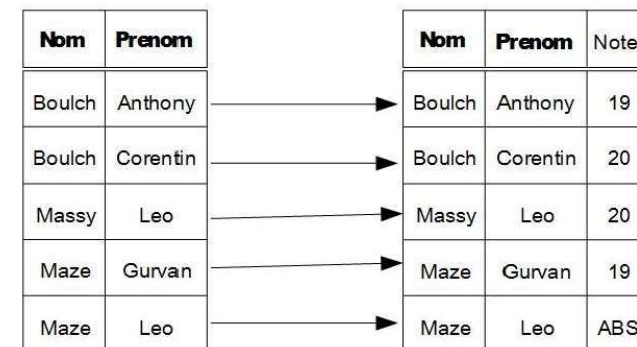 Nom Prenom Nom Prenom Note
Boulch Anthony Boulch Anthony 19
Boulch Corentin Boulch Corentin 20
Massy Leo Massy Leo 20
Maze Gurvan Maze Gurvan 19
Maze Leo Maze Leo ABS